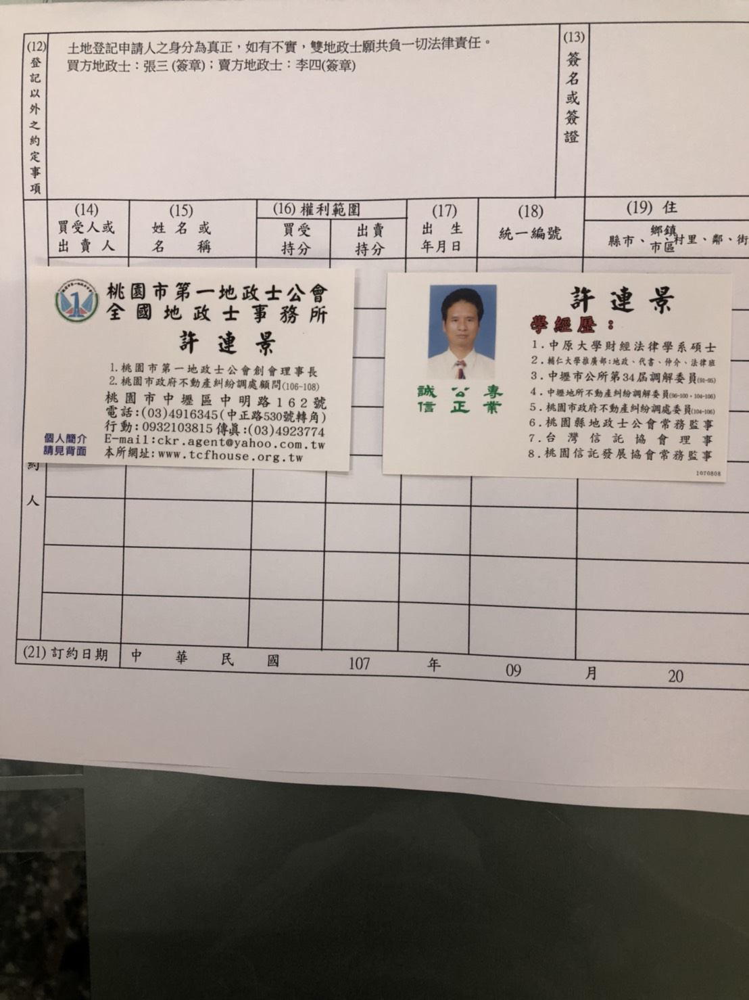 (12)
登記以外之約定事項
土地登記申請人之身分為真正，如有不實，雙地政士願共負一切法律責任。
買方地政士：張三 (簽章)；賣方地政士：李四(簽章)
(13)
簽名或簽證
(14)
買受人或
出賣人
(15)
姓名或
名稱
(16) 權利範圍
買受
持分
出賣
持分
(17)
出生
年月日
(18)
統一編號
(19) 住
縣市、鄉鎮市區、村里、鄰、街
桃園市第一地政士公會
全國地政士事務所
許連景
1.桃園市第一地政士公會創會理事長
2.桃園市政府不動產糾紛調處顧問(106-108)
桃園市中壢區中明路162號
電話:(03)4916345(中正路530號轉角)
行動:0932103815 傳真:(03)4923774
E-mail:ckr.agent@yahoo.com.tw
本所網址:www.tcfhouse.org.tw
個人簡介
請見背面
許連景
學經歷：
1.中原大學財經法律學系碩士
2.輔仁大學推廣部:地政、代書、仲介、法律班
3.中壢市公所第34屆調解委員(91-95)
4.中壢地所不動產糾紛調解委員(96-100，104-106)
5.桃園市政府不動產糾紛調處委員(104-106)
6.桃園縣地政士公會常務監事
7.台灣信託協會理事
8.桃園信託發展協會常務監事
誠信 公正 專業
1070808
約
人
(21) 訂約日期
中華民國 107 年 09 月 20